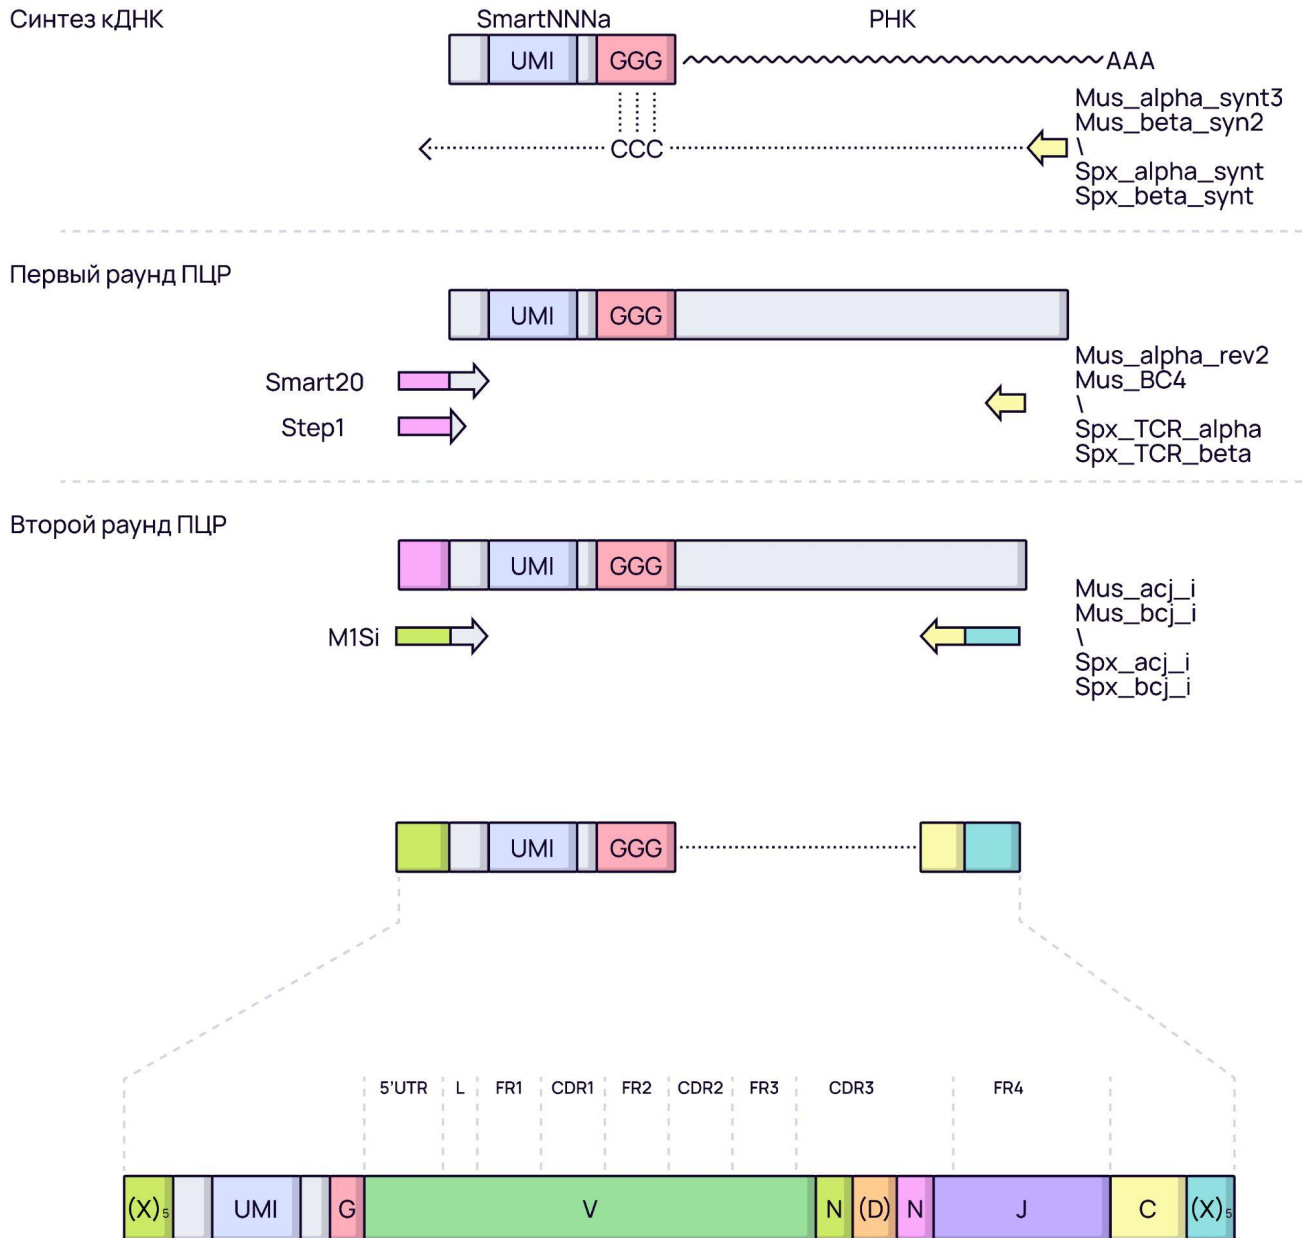 Синтез кДНК
SmartNNNa
РНК
UMI
GGG
AAA
CCC
Mus_alpha_synt3
Mus_beta_syn2
\
Spx_alpha_synt
Spx_beta_synt
Первый раунд ПЦР
UMI
GGG
Smart20
Step1
Mus_alpha_rev2
Mus_BC4
\
Spx_TCR_alpha
Spx_TCR_beta
Второй раунд ПЦР
UMI
GGG
M1Si
Mus_acj_i
Mus_bcj_i
\
Spx_acj_i
Spx_bcj_i
UMI
GGG
5'UTR
L
FR1
CDR1
FR2
CDR2
FR3
CDR3
FR4
(X)5
UMI
G
V
N
(D)
N
J
C
(X)5